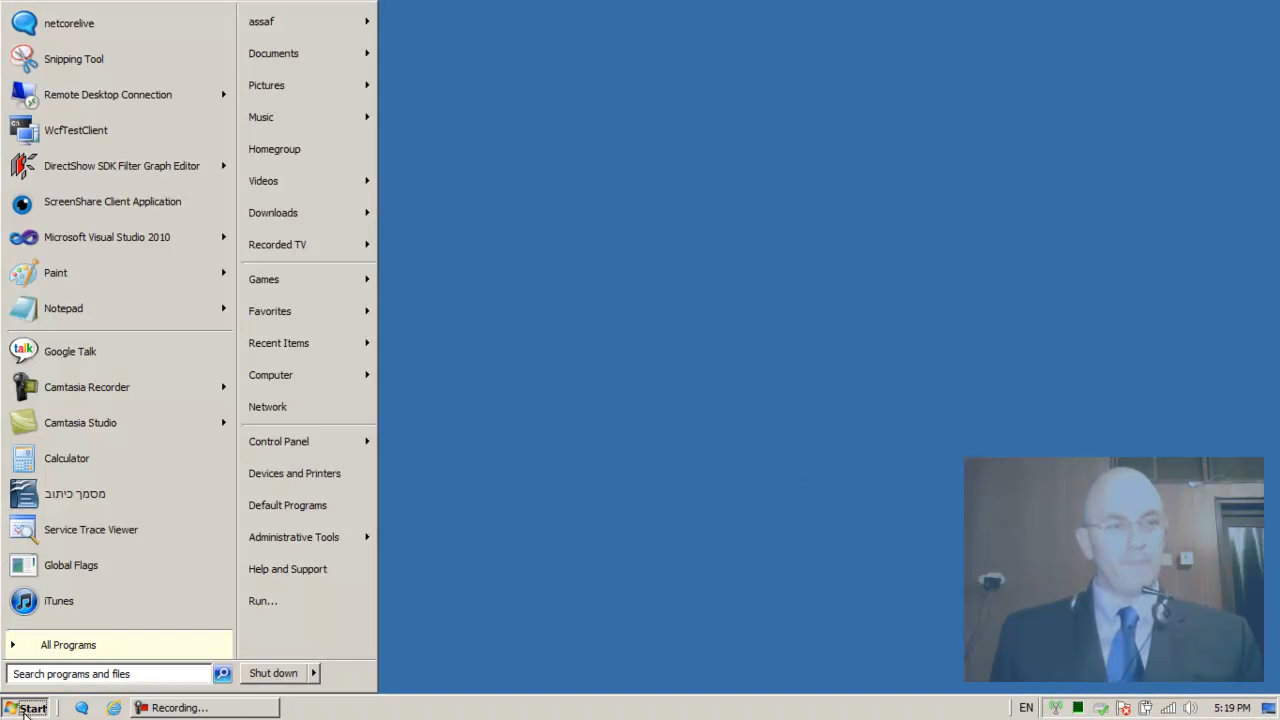 netcorelive
Snipping Tool
Remote Desktop Connection
WcfTestClient
DirectShow SDK Filter Graph Editor
ScreenShare Client Application
Microsoft Visual Studio 2010
Paint
Notepad
Google Talk
Camtasia Recorder
Camtasia Studio
Calculator
מסמך כיתוב
Service Trace Viewer
Global Flags
iTunes
All Programs
Search programs and files
assaf
Documents
Pictures
Music
Homegroup
Videos
Downloads
Recorded TV
Games
Favorites
Recent Items
Computer
Network
Control Panel
Devices and Printers
Default Programs
Administrative Tools
Help and Support
Run...
Shut down
Start
Recording...
EN
5:19 PM
talk